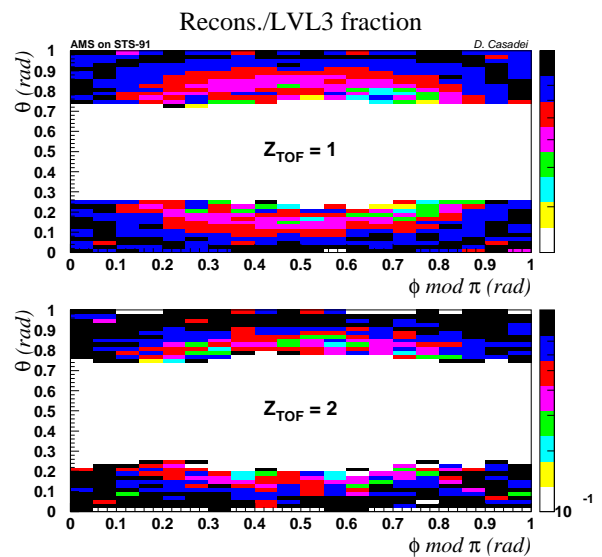 Recons./LVL3 fraction
AMS on STS-91 D. Casadei
θ (rad)
1
0.9
0.8
0.7
0.6
0.5
0.4
0.3
0.2
0.1
0
Z_TOF = 1
0 0.1 0.2 0.3 0.4 0.5 0.6 0.7 0.8 0.9 1
ϕ mod π (rad)
θ (rad)
1
0.9
0.8
0.7
0.6
0.5
0.4
0.3
0.2
0.1
0
Z_TOF = 2
10 -1
0 0.1 0.2 0.3 0.4 0.5 0.6 0.7 0.8 0.9 1
ϕ mod π (rad)